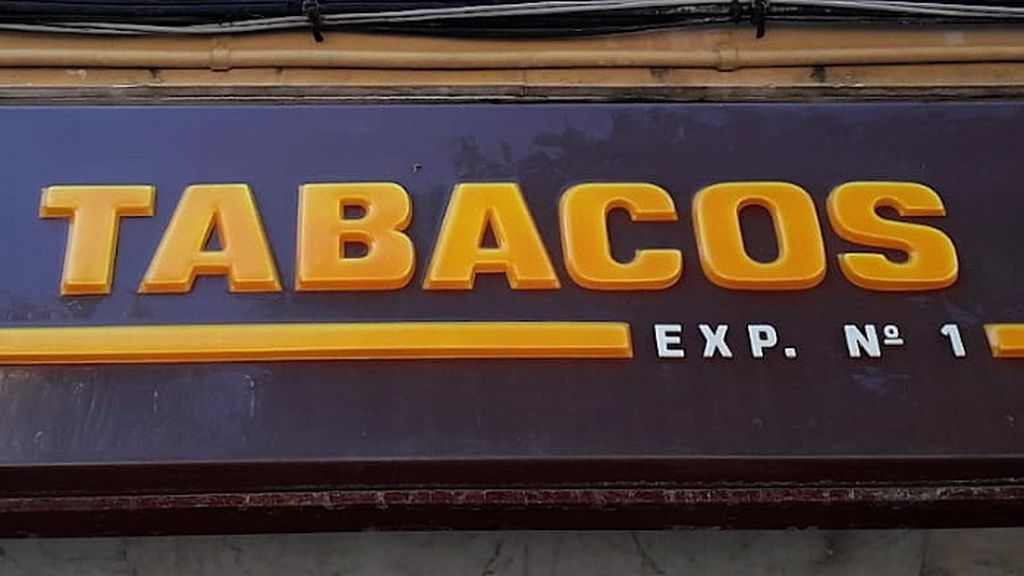 TABACOS
EXP. Nº 1